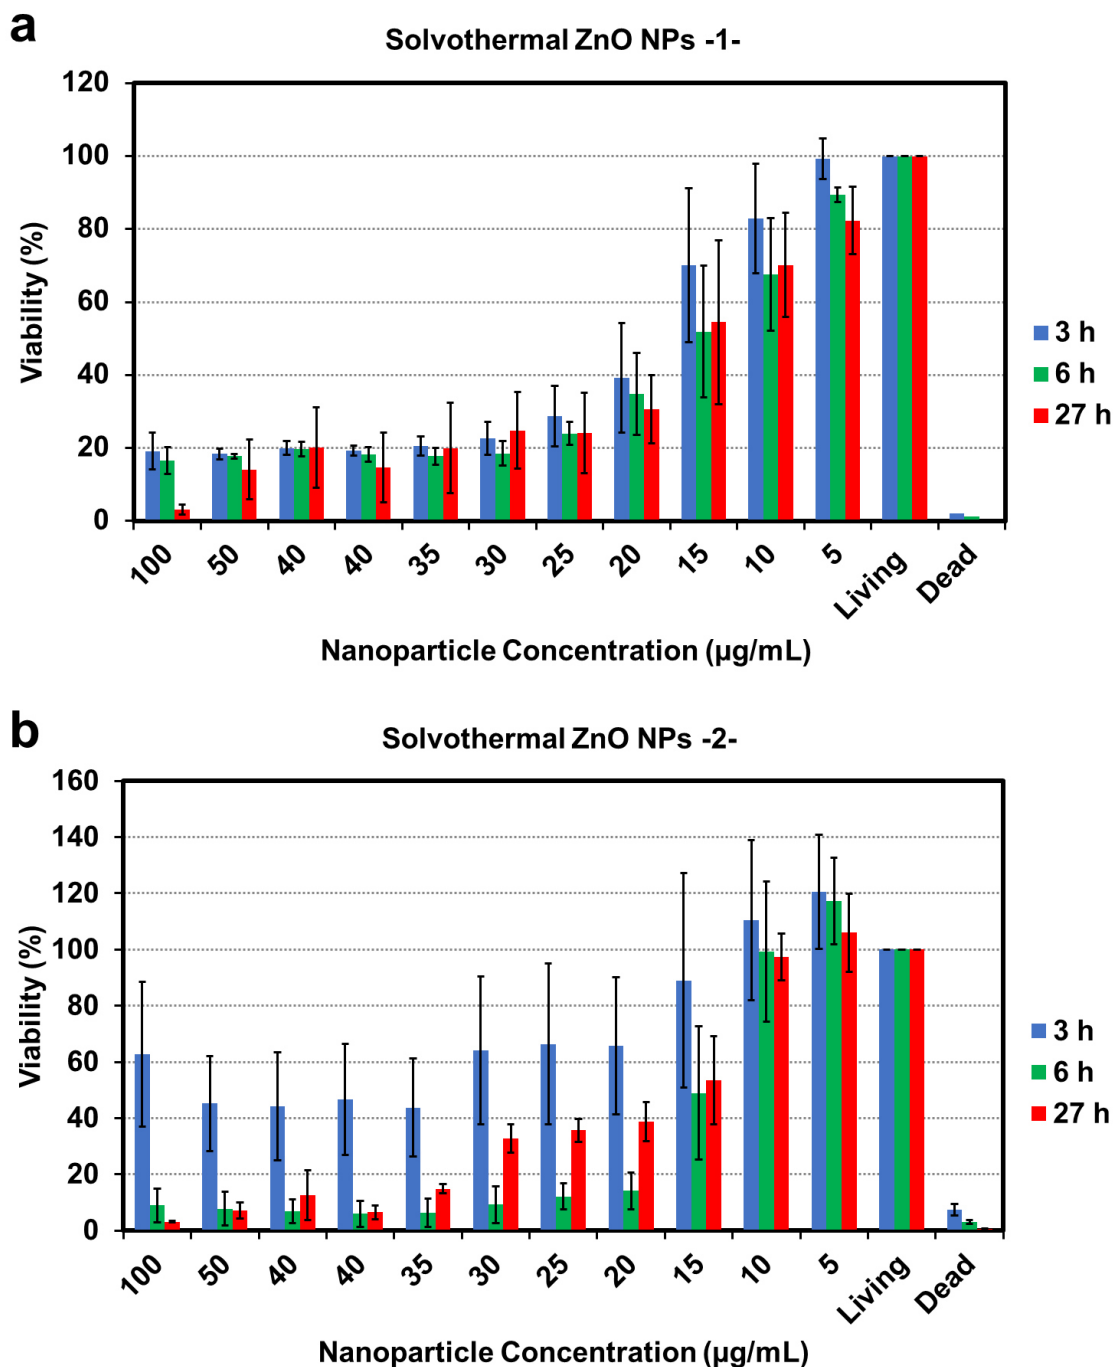 a
Solvothermal ZnO NPs -1-
120
100
80
60
40
20
0
Viability (%)
100 50 40 40 35 30 25 20 15 10 5 Living Dead
Nanoparticle Concentration (µg/mL)
3 h
6 h
27 h
b
Solvothermal ZnO NPs -2-
160
140
120
100
80
60
40
20
0
Viability (%)
100 50 40 40 35 30 25 20 15 10 5 Living Dead
Nanoparticle Concentration (µg/mL)
3 h
6 h
27 h